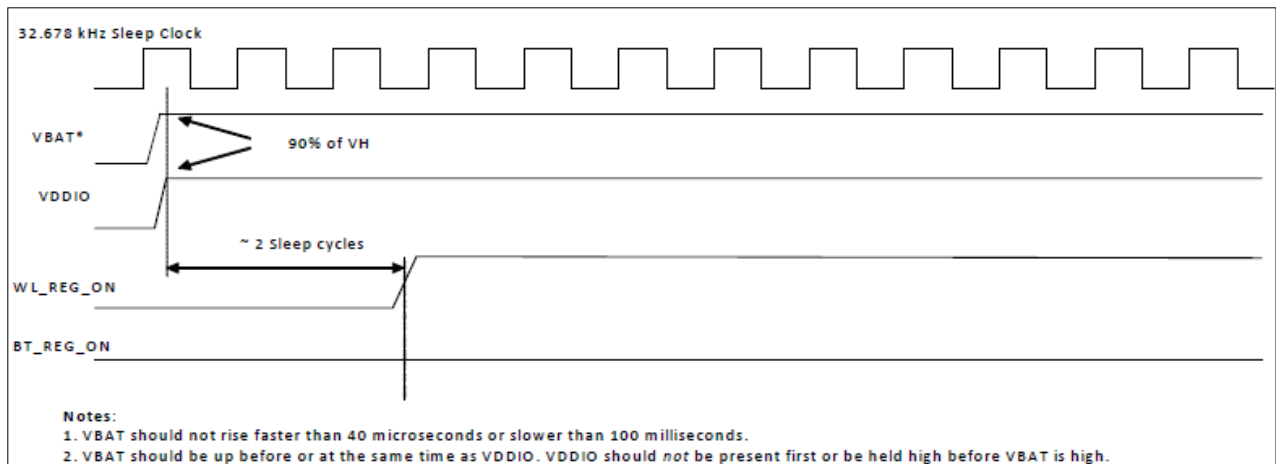 32.678 kHz Sleep Clock
VBAT*
90% of VH
VDDIO
~ 2 Sleep cycles
WL_REG_ON
BT_REG_ON
Notes:
1. VBAT should not rise faster than 40 microseconds or slower than 100 milliseconds.
2. VBAT should be up before or at the same time as VDDIO. VDDIO should not be present first or be held high before VBAT is high.